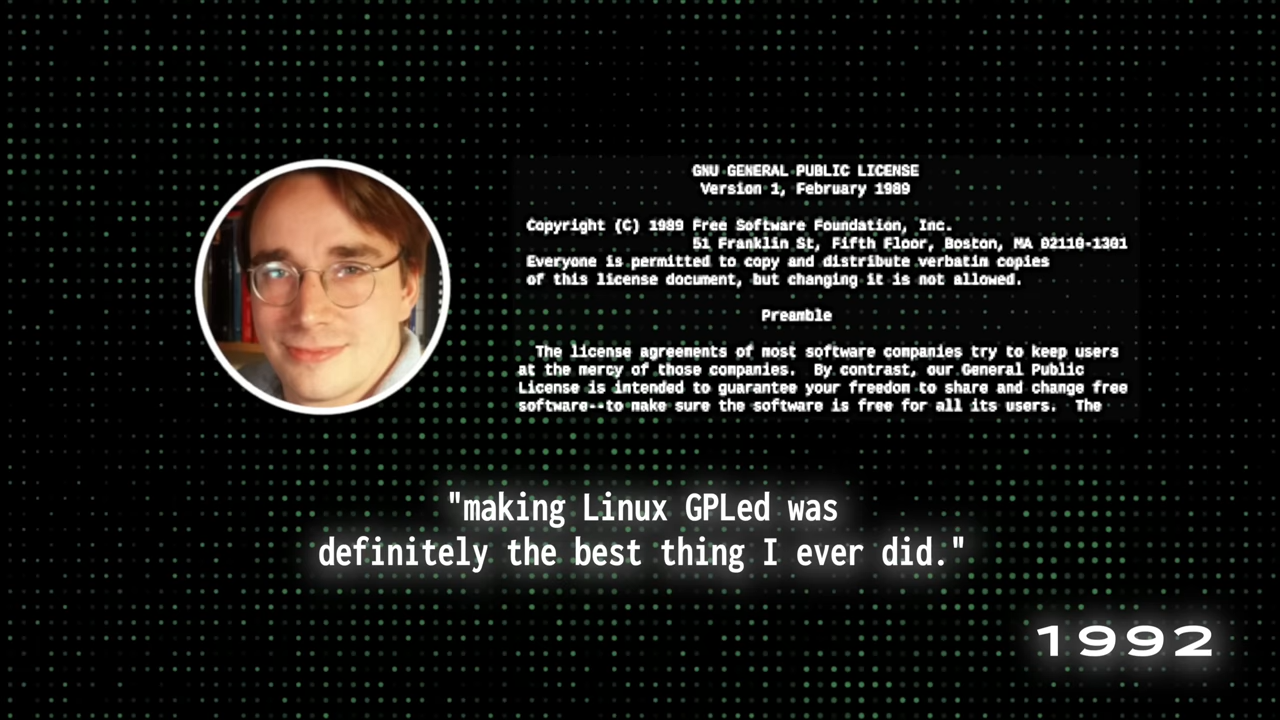 GNU GENERAL PUBLIC LICENSE
Version 1, February 1989
Copyright (C) 1989 Free Software Foundation, Inc.
51 Franklin St, Fifth Floor, Boston, MA 02110-1301
Everyone is permitted to copy and distribute verbatim copies
of this license document, but changing it is not allowed.
Preamble
The license agreements of most software companies try to keep users
at the mercy of those companies. By contrast, our General Public
License is intended to guarantee your freedom to share and change free
software--to make sure the software is free for all its users. The
"making Linux GPLed was
definitely the best thing I ever did."
1992